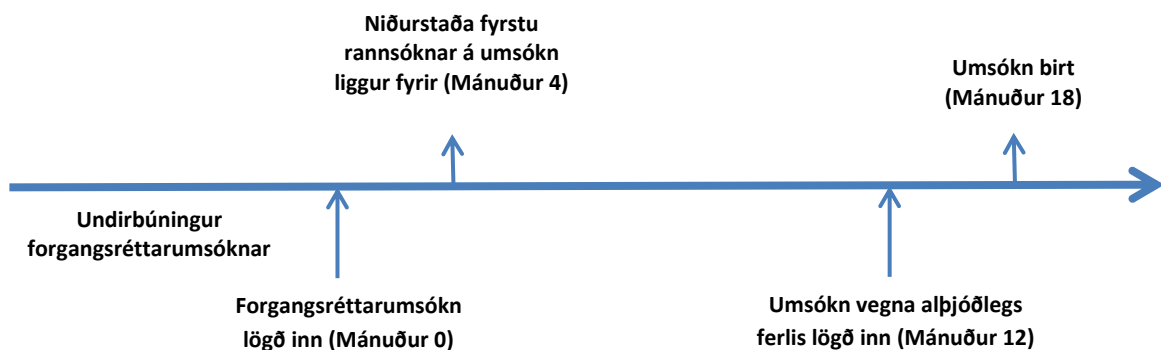 Niðurstaða fyrstu
rannsóknar á umsókn
liggur fyrir (Mánuður 4)
Umsókn birt
(Mánuður 18)
Undirbúningur
forgangsréttarumsóknar
Forgangsréttarumsókn
lögð inn (Mánuður 0)
Umsókn vegna alþjóðlegs
ferlis lögð inn (Mánuður 12)